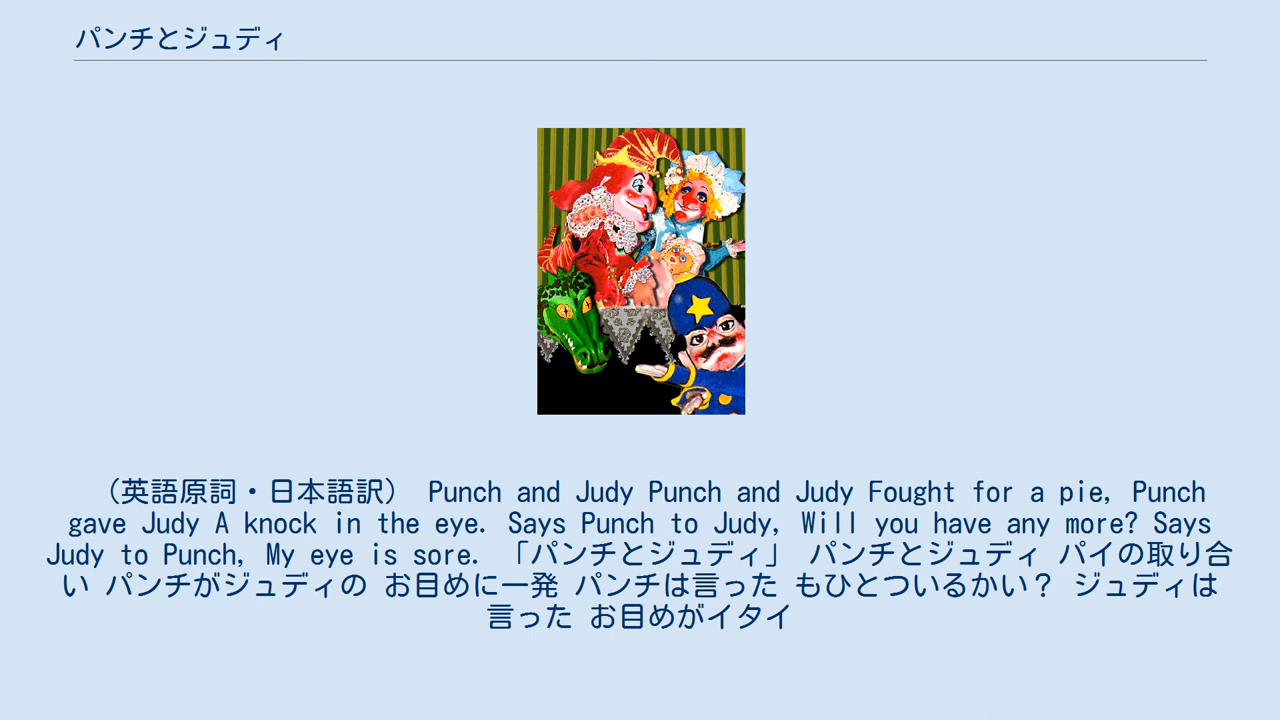 パンチとジュディ
（英語原詞・日本語訳） Punch and Judy Punch and Judy Fought for a pie, Punch
gave Judy A knock in the eye. Says Punch to Judy, Will you have any more? Says
Judy to Punch, My eye is sore. 「パンチとジュディ」 パンチとジュディ パイの取り合
い パンチがジュディの お目めに一発 パンチは言った もひとついるかい？ ジュディは
言った お目めがイタイ